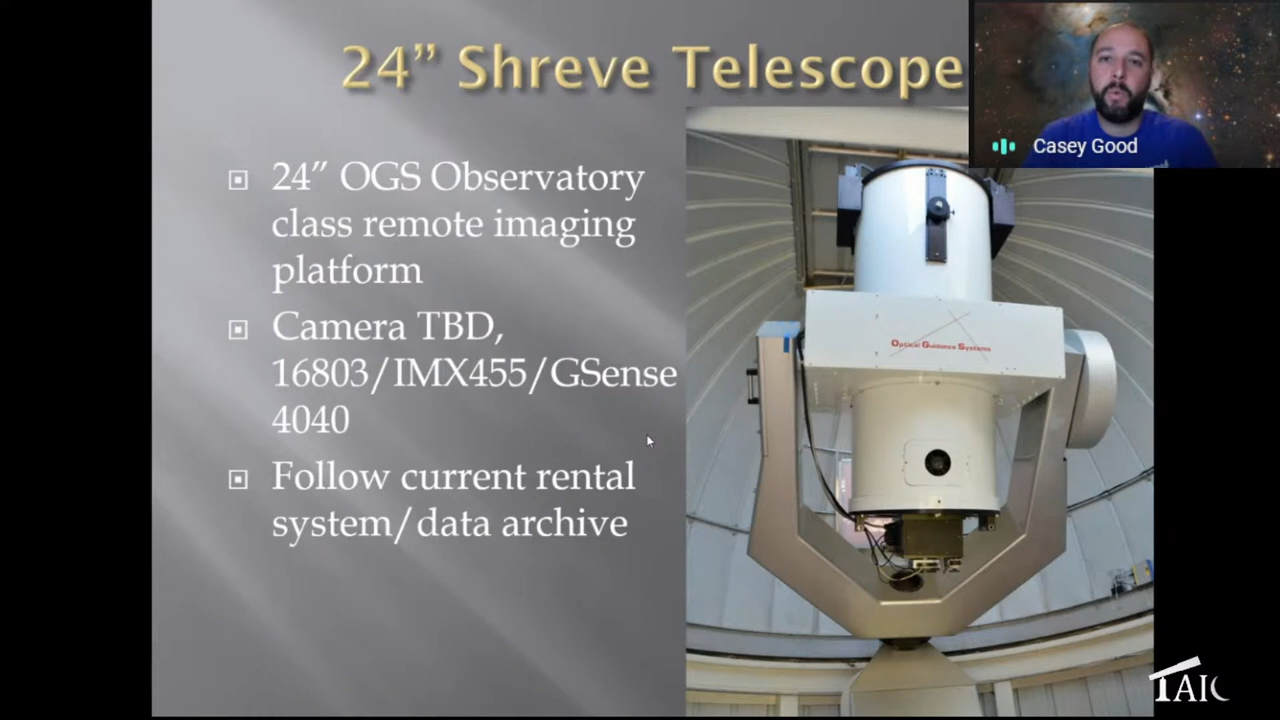 24” Shreve Telescope
24” OGS Observatory
class remote imaging
platform
Camera TBD,
16803/IMX455/GSense
4040
Follow current rental
system/data archive
Casey Good
Optical Guidance Systems
TAIC